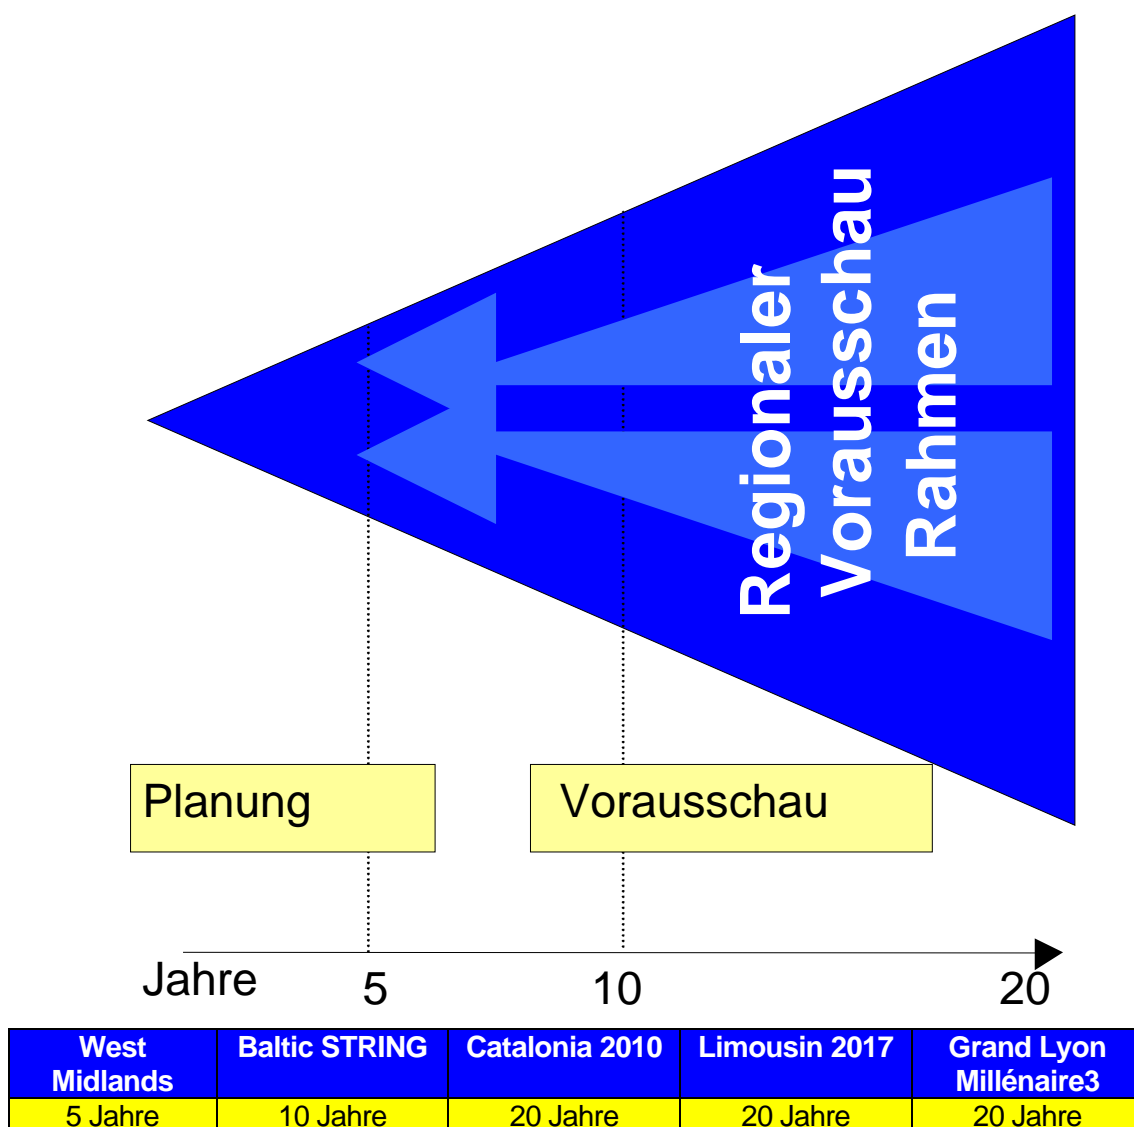 Regionaler
Vorausschau
Rahmen
Planung
Vorausschau
Jahre
5
10
20
West Midlands
Baltic STRING
Catalonia 2010
Limousin 2017
Grand Lyon Millénaire3
5 Jahre
10 Jahre
20 Jahre
20 Jahre
20 Jahre